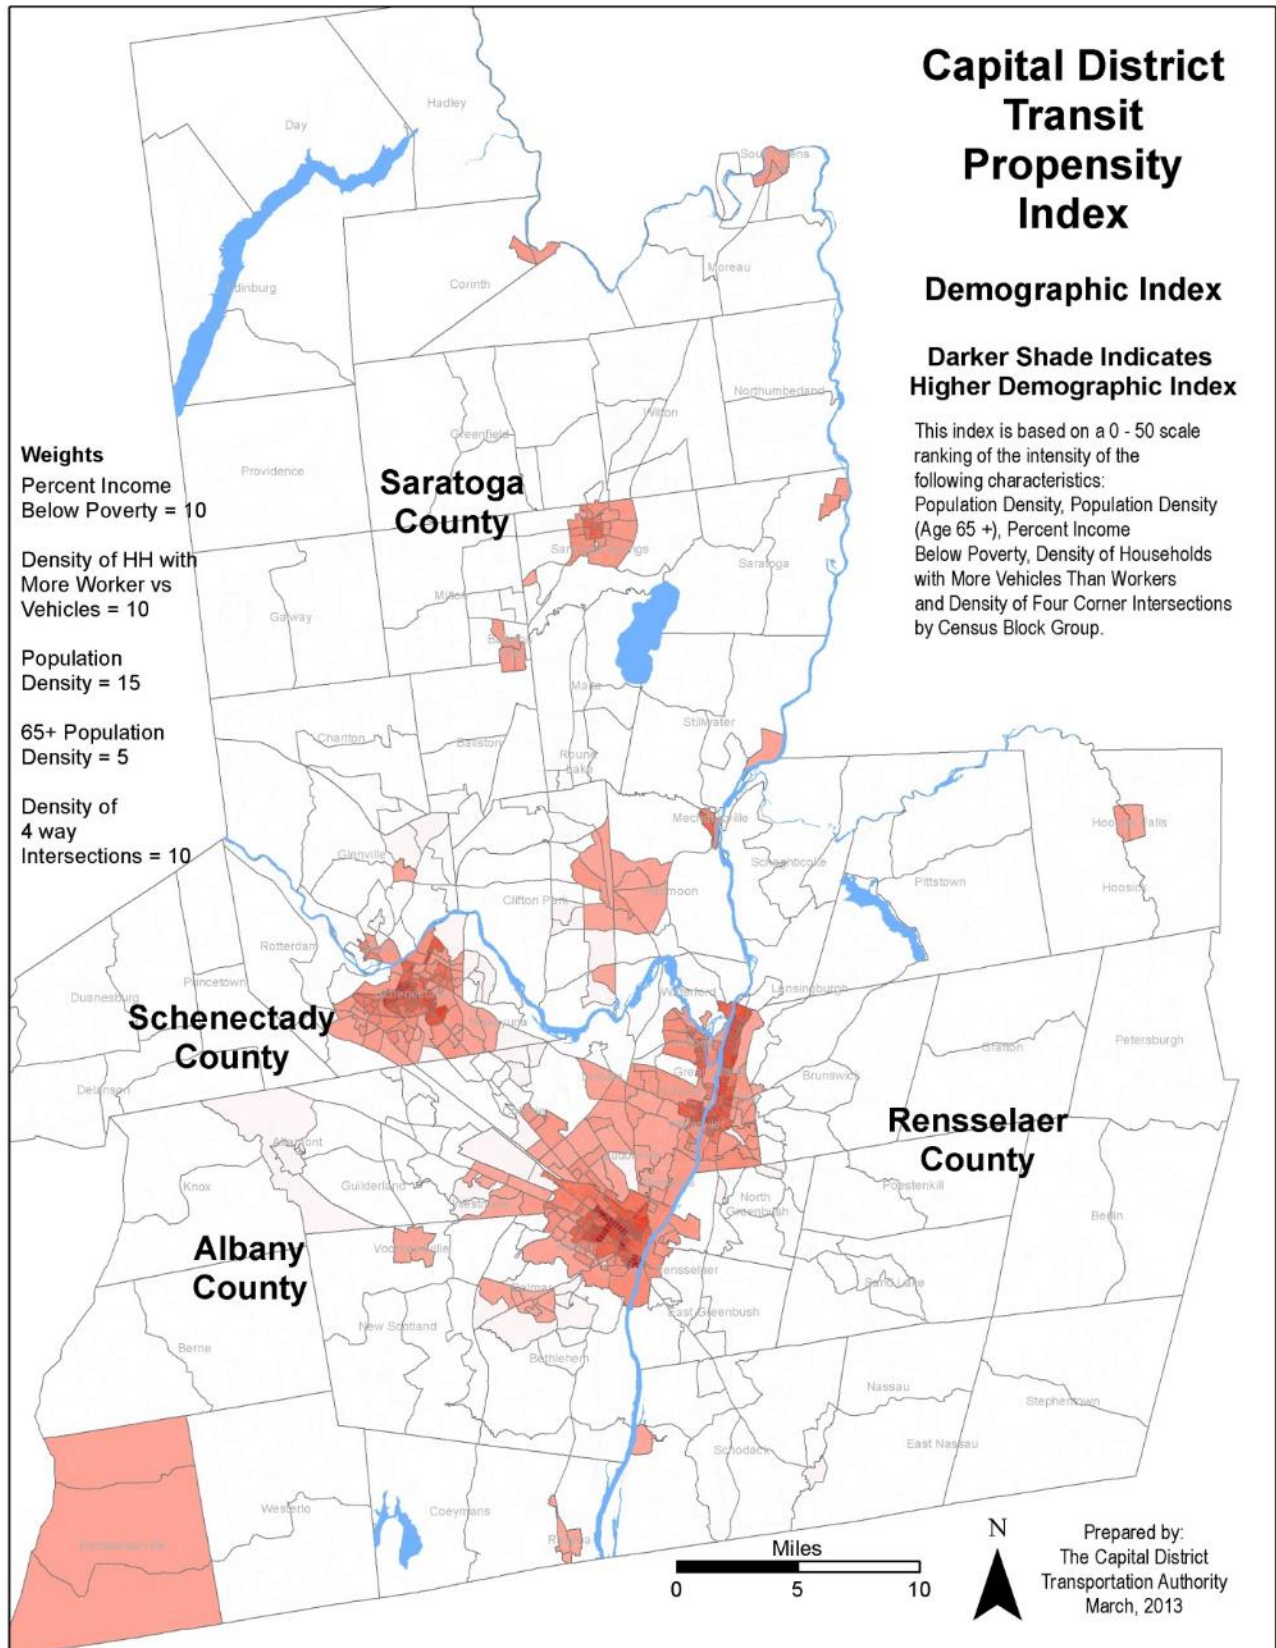 Capital District
Transit
Propensity
Index
Demographic Index
Darker Shade Indicates
Higher Demographic Index
This index is based on a 0 - 50 scale
ranking of the intensity of the
following characteristics:
Population Density, Population Density
(Age 65 +), Percent Income
Below Poverty, Density of Households
with More Vehicles Than Workers
and Density of Four Corner Intersections
by Census Block Group.
Weights
Percent Income
Below Poverty = 10
Density of HH with
More Worker vs
Vehicles = 10
Population
Density = 15
65+ Population
Density = 5
Density of
4 way
Intersections = 10
Hadley
Day
Corinth
Moreau
Northumberland
Wilton
Greenfield
Providence
Saratoga
County
Saratoga
Milton
Galway
Malta
Stillwater
Charlton
Ballston
Round
Lake
Mechanicville
Schaghticoke
Hoosick Falls
Hoosick
Pittstown
Glenville
Clifton Park
Halfmoon
Rotterdam
Princetown
Duanesburg
Schenectady
County
Waterford
Lansingburgh
Grafton
Petersburgh
Brunswick
Delanson
Rensselaer
County
Altamont
Knox
Guilderland
North
Greenbush
Poestenkill
Berlin
Albany
County
Voorheesville
Rensselaer
Sand Lake
East Greenbush
New Scotland
Bethlehem
Berne
Nassau
Stephentown
East Nassau
Schodack
Westerlo
Coeymans
Miles
0 5 10
N
Prepared by:
The Capital District
Transportation Authority
March, 2013